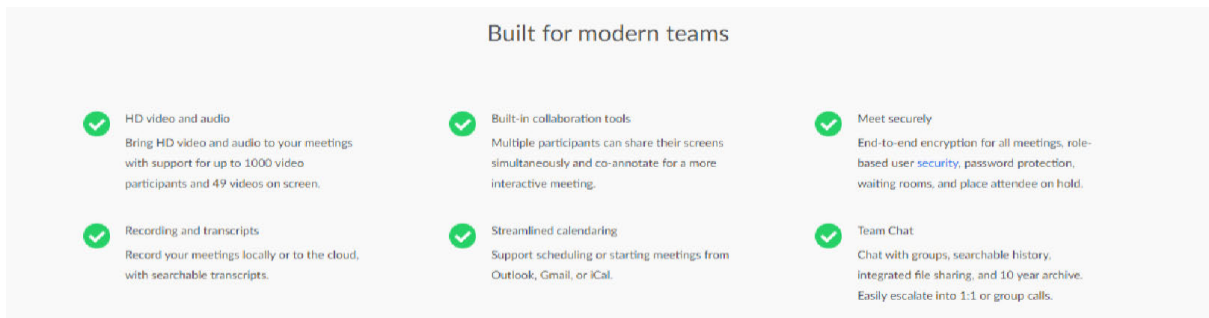 Built for modern teams
HD video and audio
Bring HD video and audio to your meetings
with support for up to 1000 video
participants and 49 videos on screen.
Built-in collaboration tools
Multiple participants can share their screens
simultaneously and co-annotate for a more
interactive meeting.
Meet securely
End-to-end encryption for all meetings, role-
based user security, password protection,
waiting rooms, and place attendee on hold.
Recording and transcripts
Record your meetings locally or to the cloud,
with searchable transcripts.
Streamlined calendaring
Support scheduling or starting meetings from
Outlook, Gmail, or iCal.
Team Chat
Chat with groups, searchable history,
integrated file sharing, and 10 year archive.
Easily escalate into 1:1 or group calls.